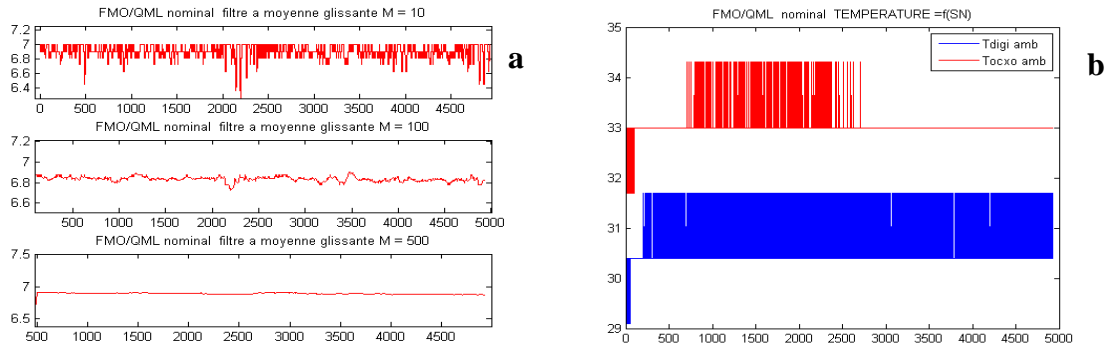 FMO/QML nominal filtre a moyenne glissante M = 10
7.2
7
6.8
6.6
6.4
0 500 1000 1500 2000 2500 3000 3500 4000 4500
a
FMO/QML nominal filtre a moyenne glissante M = 100
7.2
7
6.8
6.6
500 1000 1500 2000 2500 3000 3500 4000 4500 5000
FMO/QML nominal filtre a moyenne glissante M = 500
7.5
7
6.5
500 1000 1500 2000 2500 3000 3500 4000 4500
FMO/QML nominal TEMPERATURE =f(SN)
35
34
33
32
31
30
29
0 500 1000 1500 2000 2500 3000 3500 4000 4500 5000
Tdigi amb
Tocxo amb
b